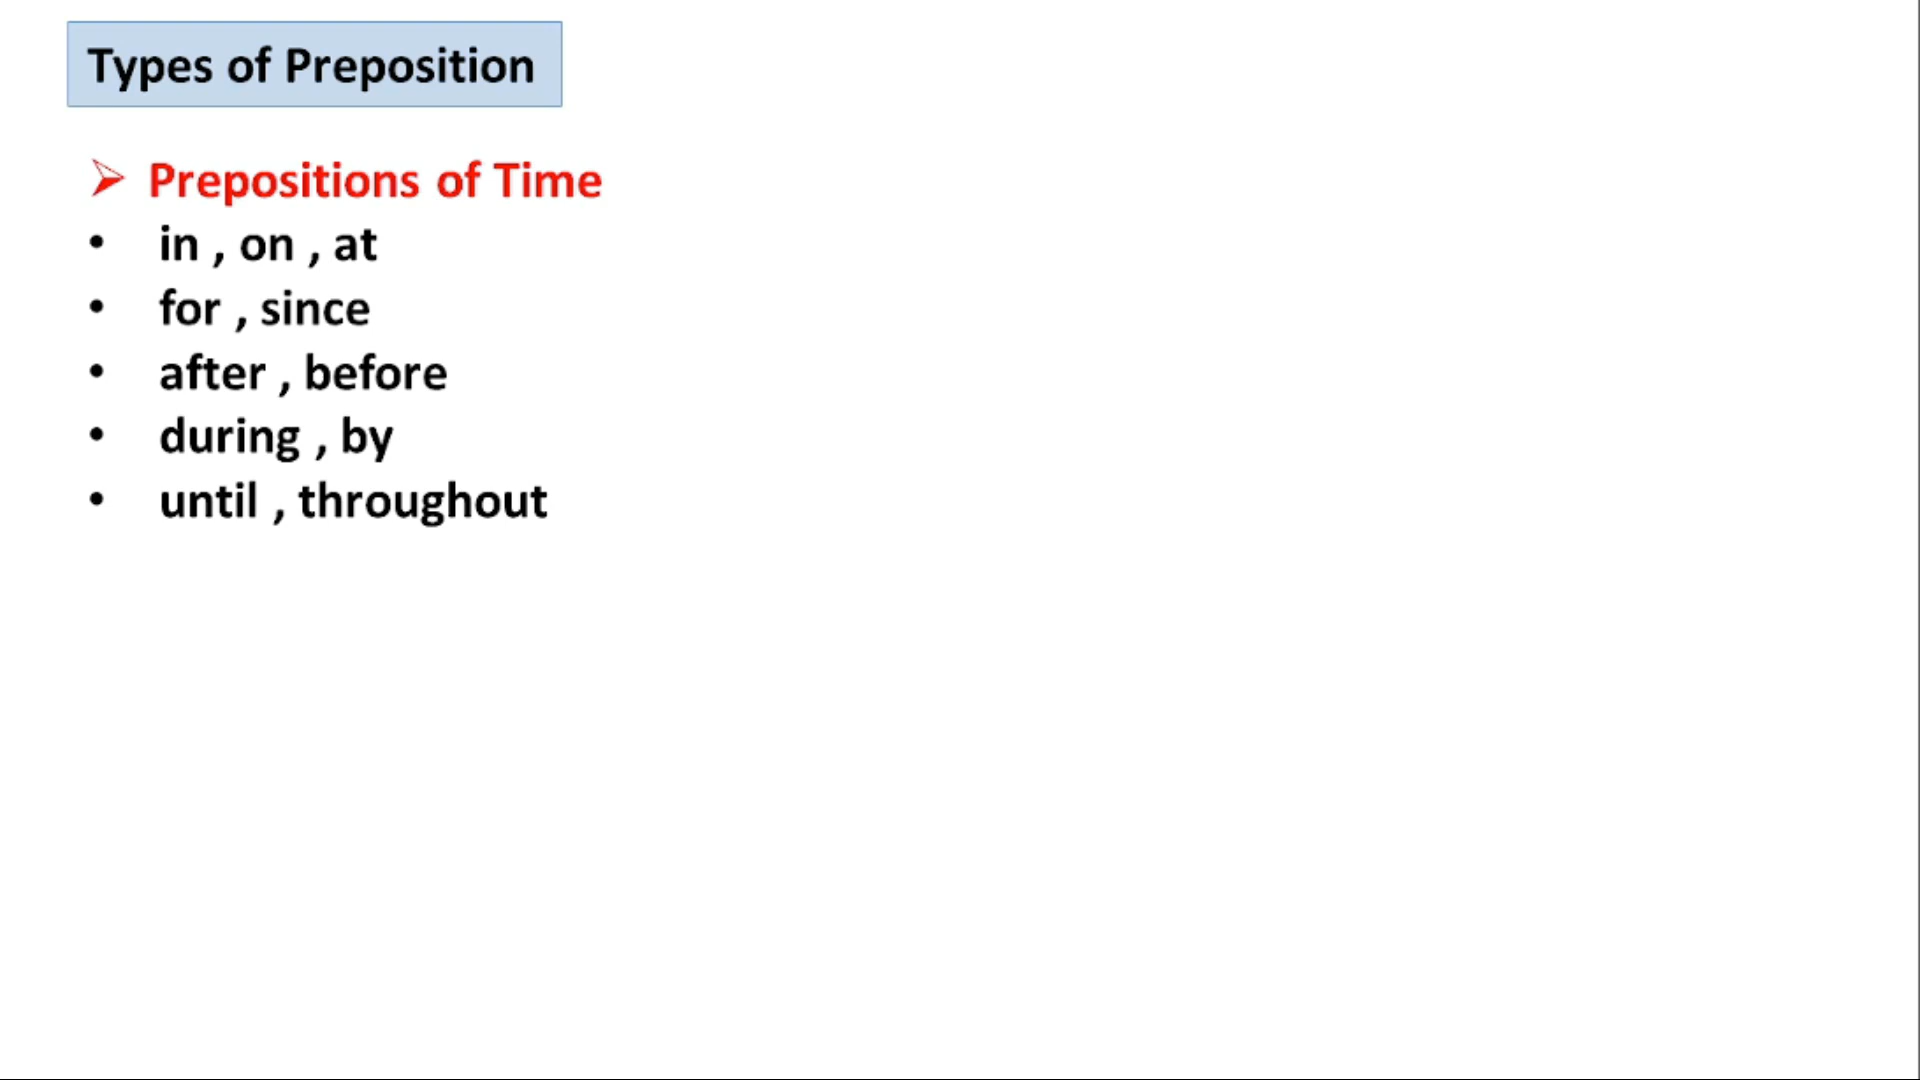 Types of Preposition
➢ Prepositions of Time
• in , on , at
• for , since
• after , before
• during , by
• until , throughout